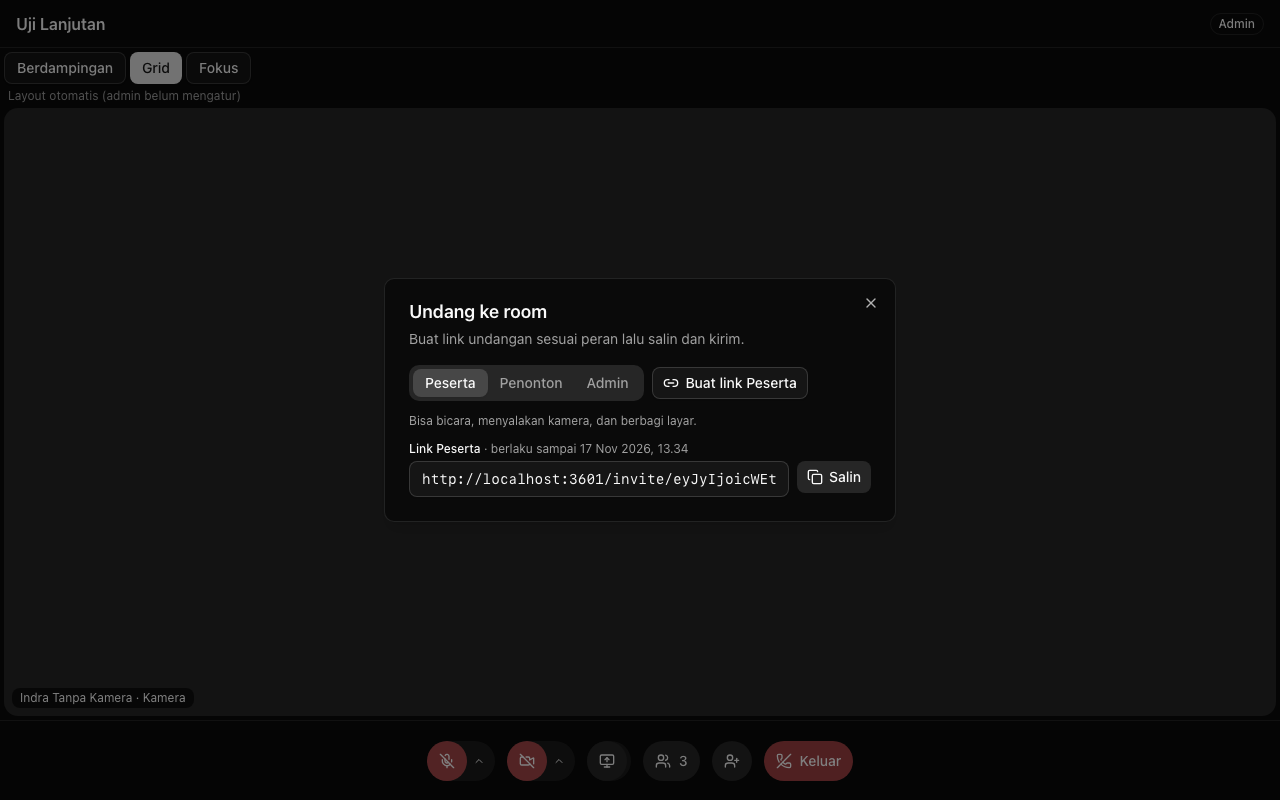 Uji Lanjutan
Admin
Berdampingan Grid Fokus
Layout otomatis (admin belum mengatur)
Undang ke room
Buat link undangan sesuai peran lalu salin dan kirim.
Peserta Penonton Admin Buat link Peserta
Bisa bicara, menyalakan kamera, dan berbagi layar.
Link Peserta · berlaku sampai 17 Nov 2026, 13.34
http://localhost:3601/invite/eyJyIjoicWEt Salin
Indra Tanpa Kamera · Kamera
3 Keluar